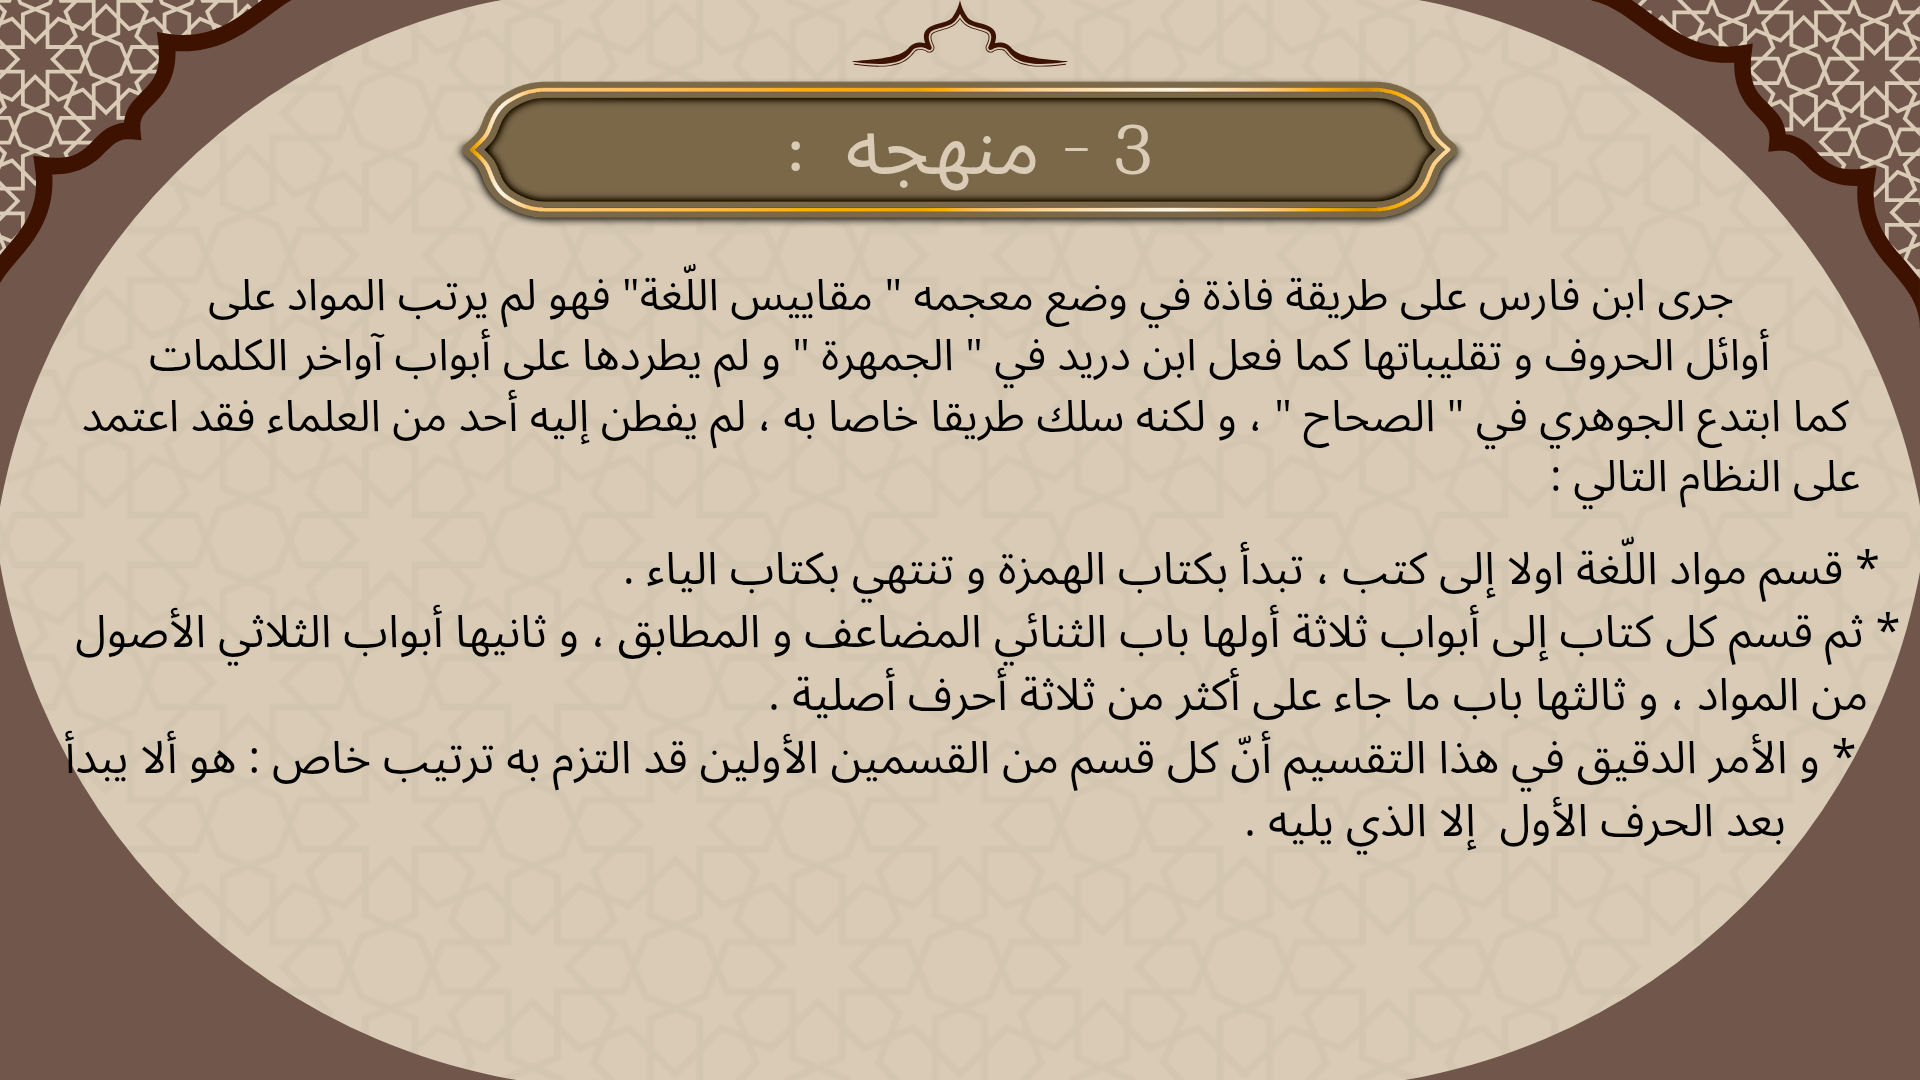 3 - منهجه :
جرى ابن فارس على طريقة فاذة في وضع معجمه " مقاييس اللّغة" فهو لم يرتب المواد على
أوائل الحروف و تقليباتها كما فعل ابن دريد في " الجمهرة " و لم يطردها على أبواب آواخر الكلمات
كما ابتدع الجوهري في " الصحاح " ، و لكنه سلك طريقا خاصا به ، لم يفطن إليه أحد من العلماء فقد اعتمد
على النظام التالي :
* قسم مواد اللّغة اولا إلى كتب ، تبدأ بكتاب الهمزة و تنتهي بكتاب الياء .
* ثم قسم كل كتاب إلى أبواب ثلاثة أولها باب الثنائي المضاعف و المطابق ، و ثانيها أبواب الثلاثي الأصول
من المواد ، و ثالثها باب ما جاء على أكثر من ثلاثة أحرف أصلية .
* و الأمر الدقيق في هذا التقسيم أنّ كل قسم من القسمين الأولين قد التزم به ترتيب خاص : هو ألا يبدأ
بعد الحرف الأول إلا الذي يليه .